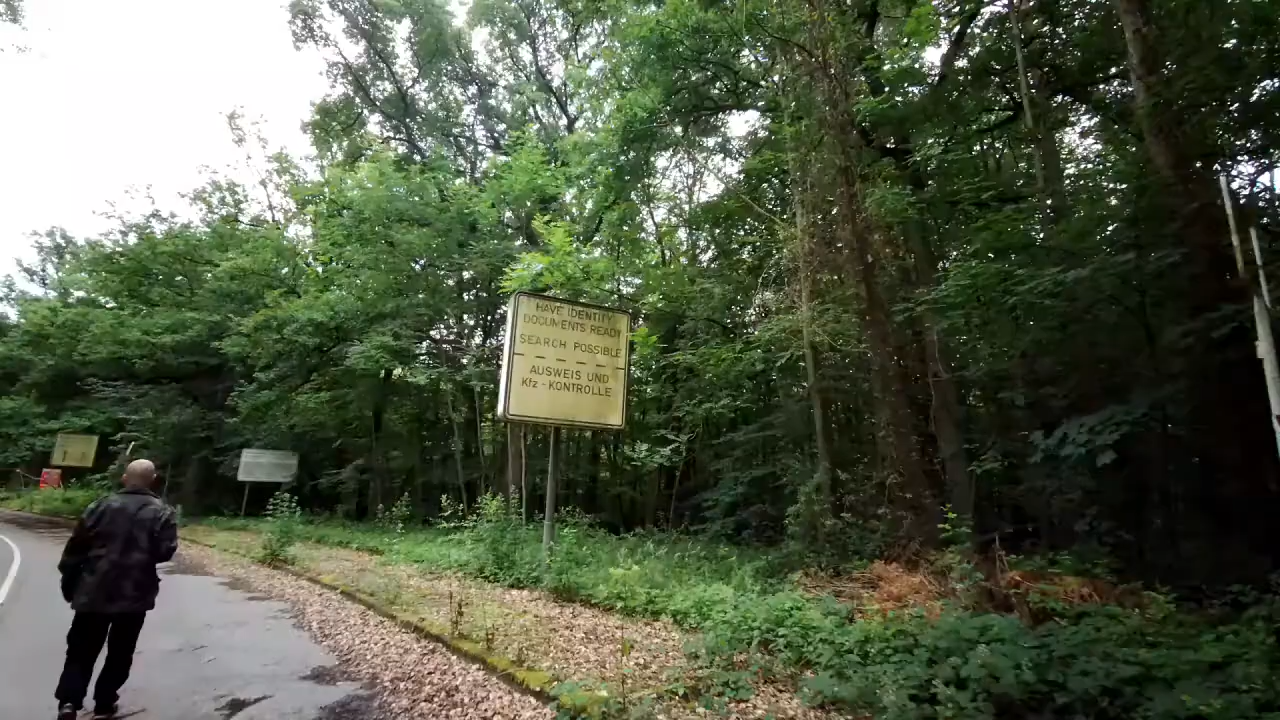 HAVE IDENTITY
DOCUMENTS READY
SEARCH POSSIBLE
AUSWEIS UND
Kfz - KONTROLLE